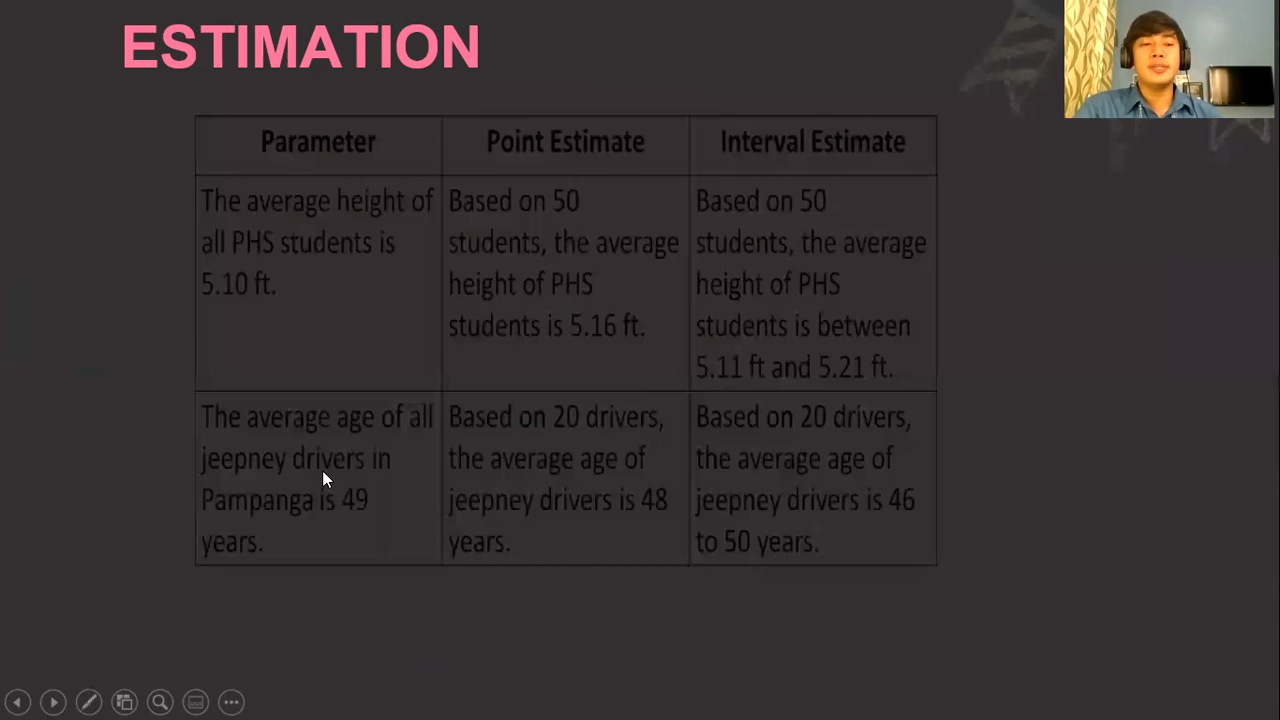 ESTIMATION
Parameter
Point Estimate
Interval Estimate
The average height of
all PHS students is
5.10 ft.
Based on 50
students, the average
height of PHS
students is 5.16 ft.
Based on 50
students, the average
height of PHS
students is between
5.11 ft and 5.21 ft.
The average age of all
jeepney drivers in
Pampanga is 49
years.
Based on 20 drivers,
the average age of
jeepney drivers is 48
years.
Based on 20 drivers,
the average age of
jeepney drivers is 46
to 50 years.